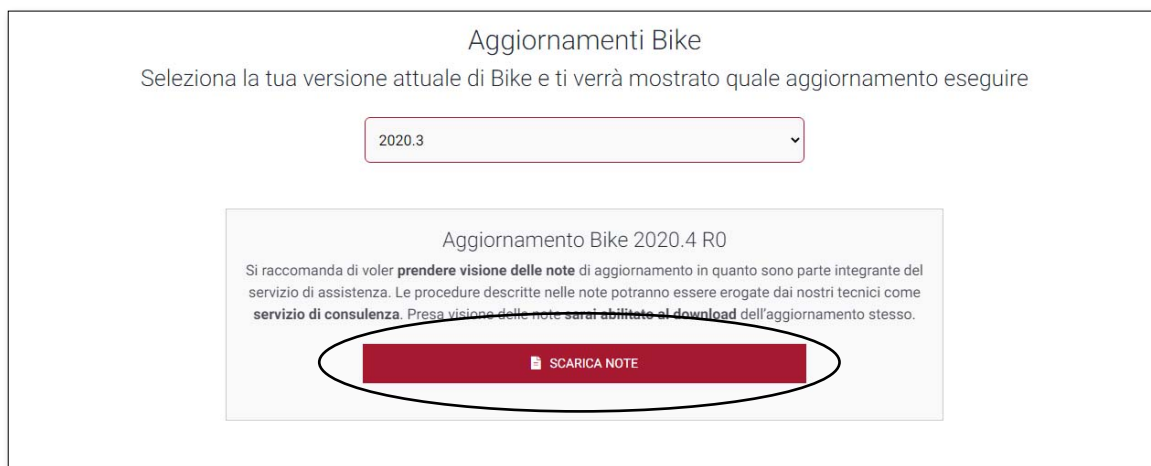 Aggiornamenti Bike
Seleziona la tua versione attuale di Bike e ti verrà mostrato quale aggiornamento eseguire
2020.3
Aggiornamento Bike 2020.4 R0
Si raccomanda di voler prendere visione delle note di aggiornamento in quanto sono parte integrante del
servizio di assistenza. Le procedure descritte nelle note potranno essere erogate dai nostri tecnici come
servizio di consulenza. Presa visione delle note sarai abilitato al download dell'aggiornamento stesso.
SCARICA NOTE